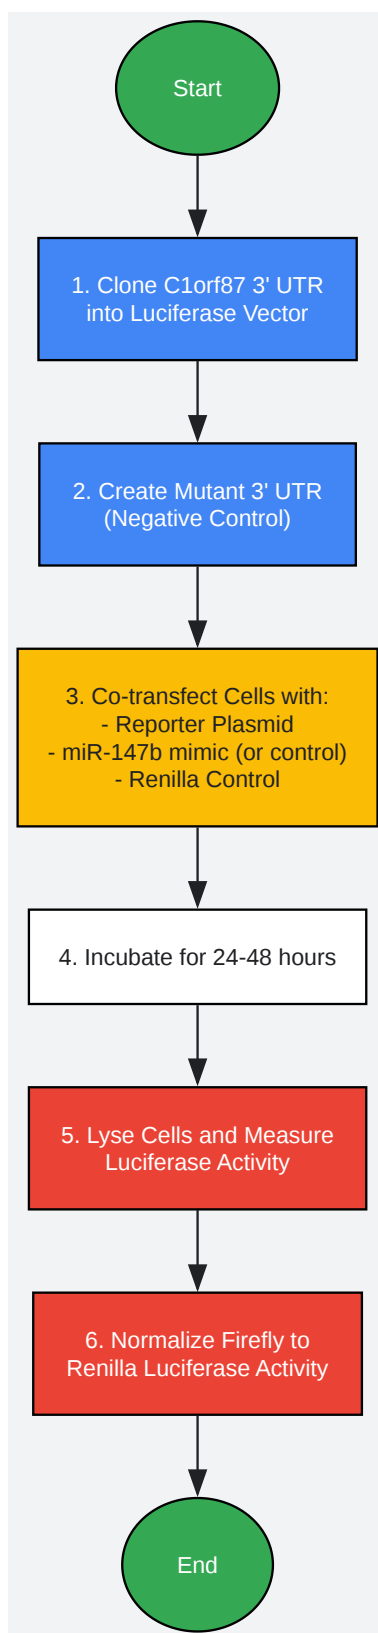 Start
1. Clone C1orf87 3' UTR
into Luciferase Vector
2. Create Mutant 3' UTR
(Negative Control)
3. Co-transfect Cells with:
- Reporter Plasmid
- miR-147b mimic (or control)
- Renilla Control
4. Incubate for 24-48 hours
5. Lyse Cells and Measure
Luciferase Activity
6. Normalize Firefly to
Renilla Luciferase Activity
End